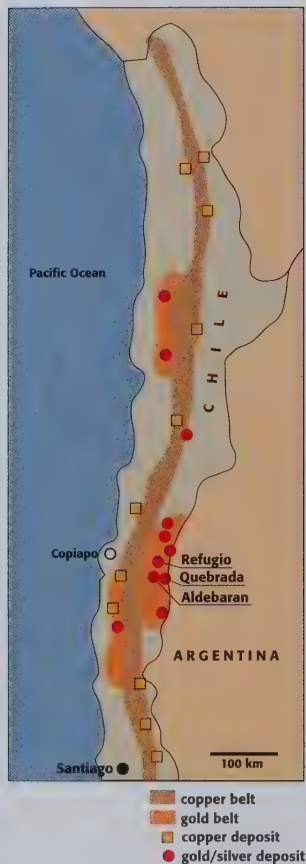 Pacific Ocean
CHILE
Copiapo
Refugio
Quebrada
Aldebaran
ARGENTINA
100 km
Santiago
copper belt
gold belt
copper deposit
gold/silver deposit